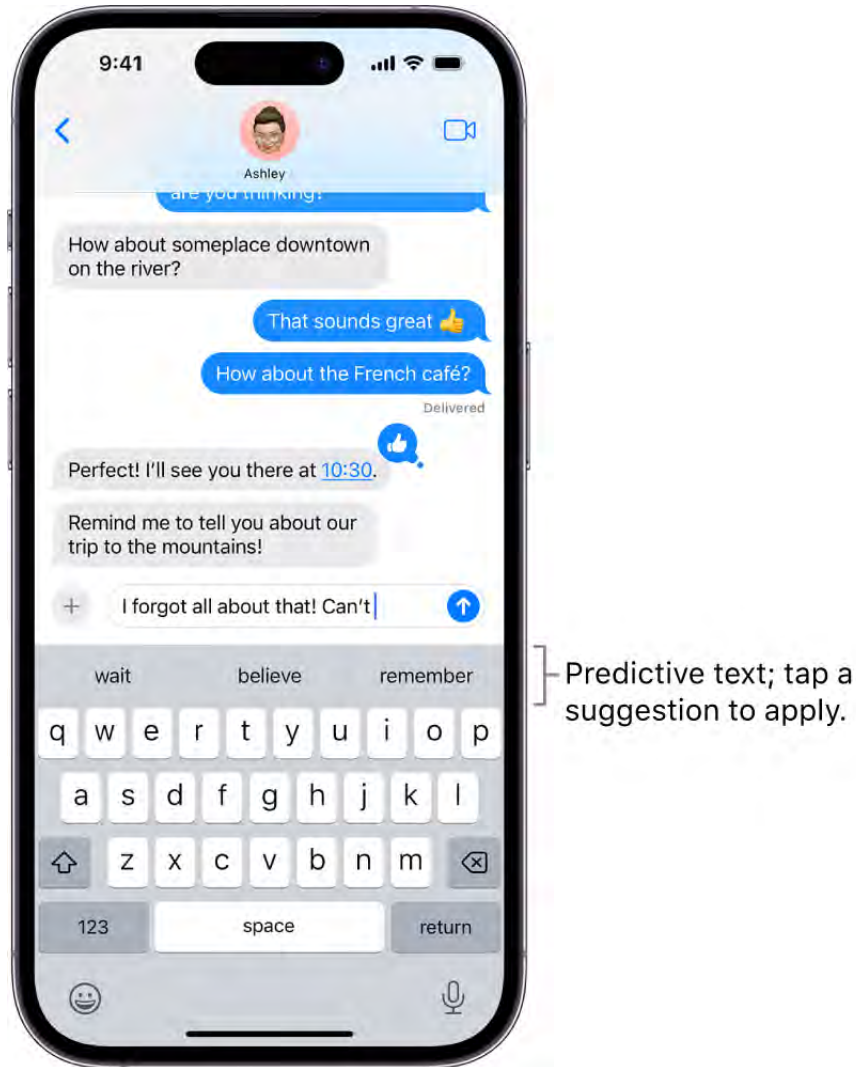 9:41
Ashley
are you thinking?
How about someplace downtown
on the river?
That sounds great 👍
How about the French café?
Delivered
Perfect! I’ll see you there at 10:30.
Remind me to tell you about our
trip to the mountains!
I forgot all about that! Can’t
wait believe remember
Predictive text; tap a
suggestion to apply.
q w e r t y u i o p
a s d f g h j k l
z x c v b n m
123 space return